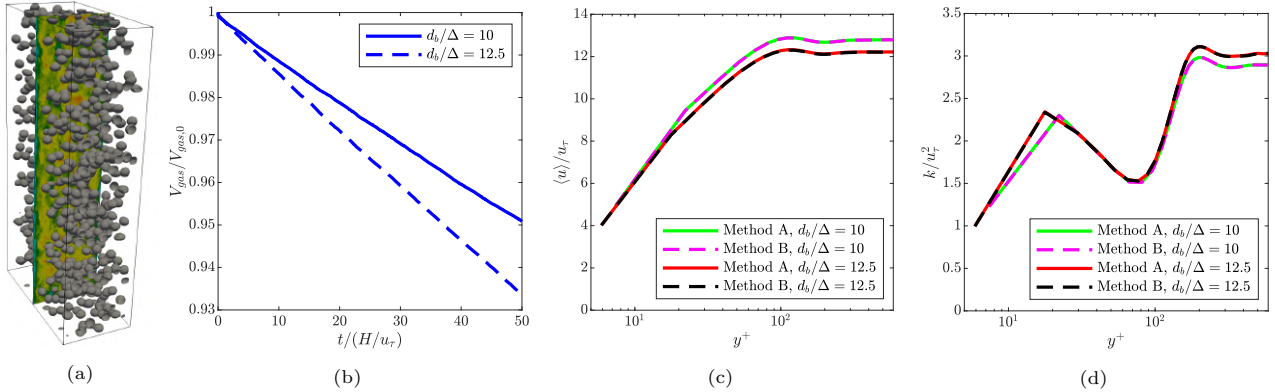 1
0.99
0.98
0.97
0.96
0.95
0.94
0.93
0 10 20 30 40 50
V_{gas}/V_{gas,0}
t/(H/u_τ)
d_b/Δ = 10
d_b/Δ = 12.5
14
12
10
8
6
4
2
0
10^1 10^2
⟨u⟩/u_τ
y^+
Method A, d_b/Δ = 10
Method B, d_b/Δ = 10
Method A, d_b/Δ = 12.5
Method B, d_b/Δ = 12.5
3.5
3
2.5
2
1.5
1
0.5
0
10^1 10^2
k/u_τ^2
y^+
Method A, d_b/Δ = 10
Method B, d_b/Δ = 10
Method A, d_b/Δ = 12.5
Method B, d_b/Δ = 12.5
(a) (b) (c) (d)